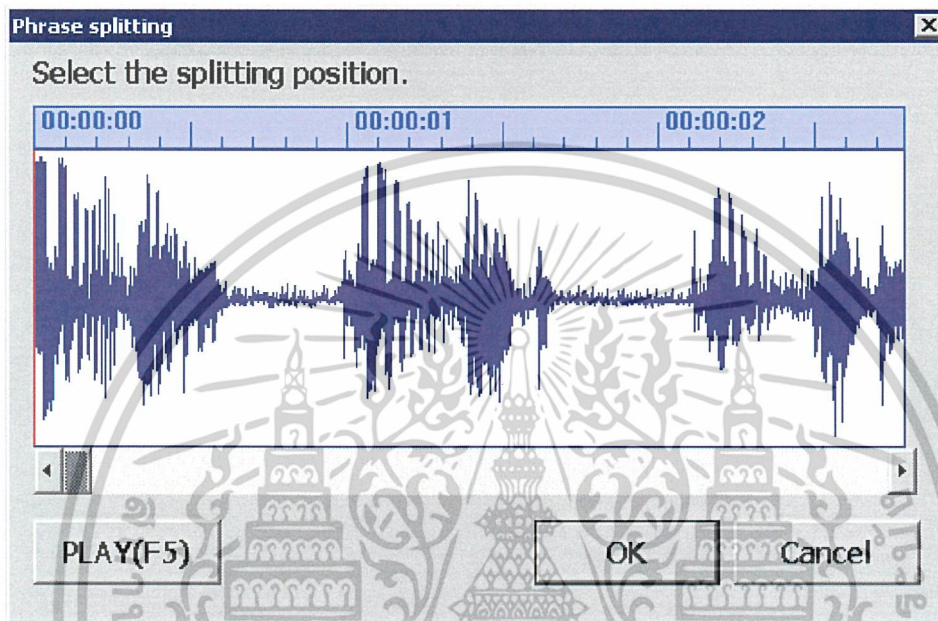 Phrase splitting
Select the splitting position.
00:00:00 00:00:01 00:00:02
PLAY(F5) OK Cancel